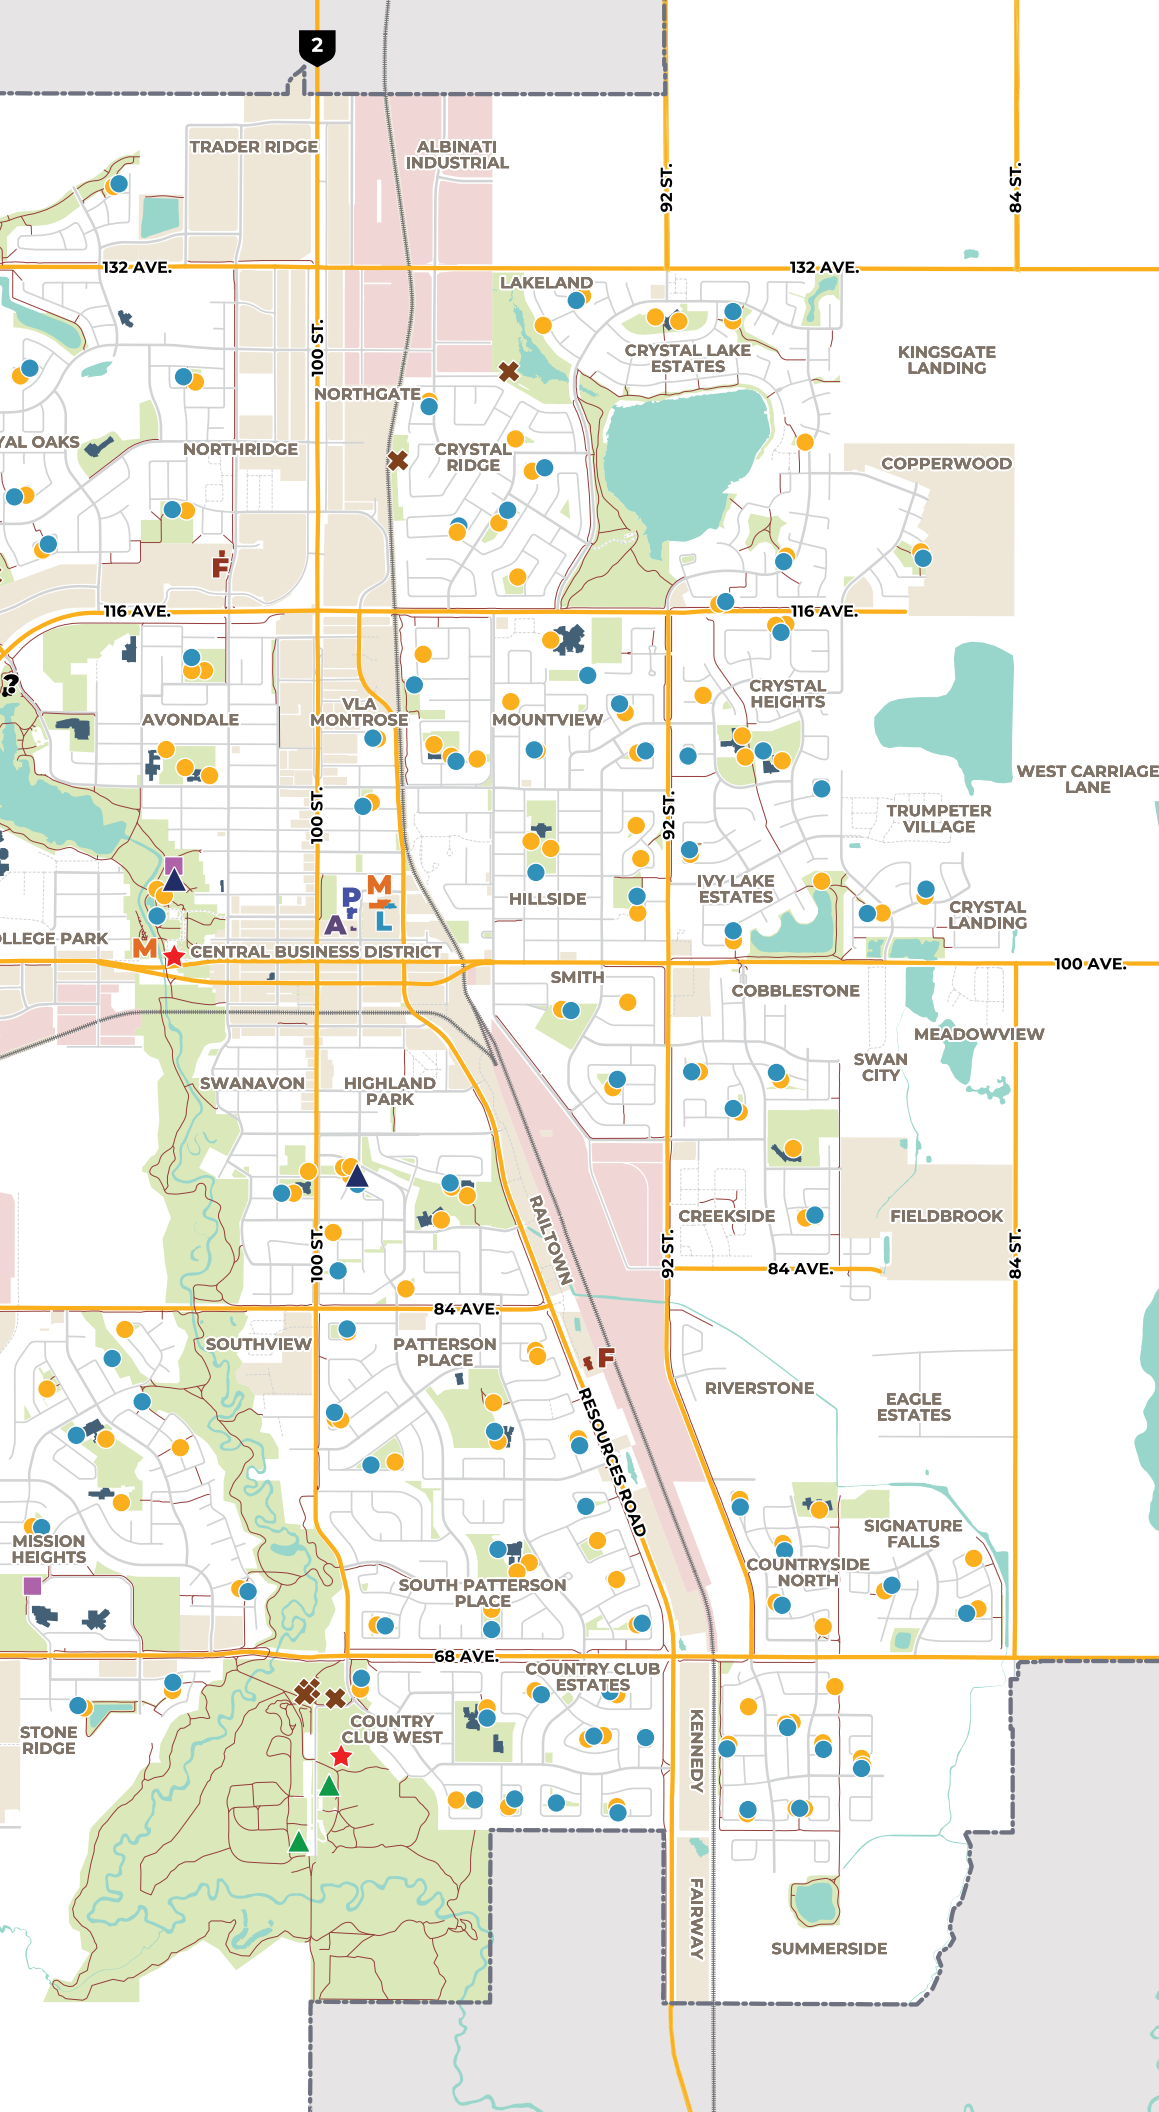 2
TRADER RIDGE
ALBINATI
INDUSTRIAL
92 ST.
84 ST.
132 AVE.
132 AVE.
LAKELAND
100 ST.
CRYSTAL LAKE
ESTATES
KINGSGATE
LANDING
NORTHGATE
YAL OAKS
NORTHRIDGE
CRYSTAL
RIDGE
COPPERWOOD
F
116 AVE.
116 AVE.
?
AVONDALE
VLA
MONTROSE
MOUNTVIEW
CRYSTAL
HEIGHTS
WEST CARRIAGE
LANE
100 ST.
92 ST.
TRUMPETER
VILLAGE
M
P
A
L
HILLSIDE
IVY LAKE
ESTATES
CRYSTAL
LANDING
OLLEGE PARK
M
CENTRAL BUSINESS DISTRICT
100 AVE.
SMITH
COBBLESTONE
MEADOWVIEW
SWAN
CITY
SWANAVON
HIGHLAND
PARK
RAILTOWN
CREEKSIDE
FIELDBROOK
100 ST.
92 ST.
84 ST.
84 AVE.
84 AVE.
SOUTHVIEW
PATTERSON
PLACE
F
RIVERSTONE
RESOURCES ROAD
EAGLE
ESTATES
MISSION
HEIGHTS
SIGNATURE
FALLS
COUNTRYSIDE
NORTH
SOUTH PATTERSON
PLACE
68 AVE.
COUNTRY CLUB
ESTATES
STONE
RIDGE
COUNTRY
CLUB WEST
KENNEDY
FAIRWAY
SUMMERSIDE